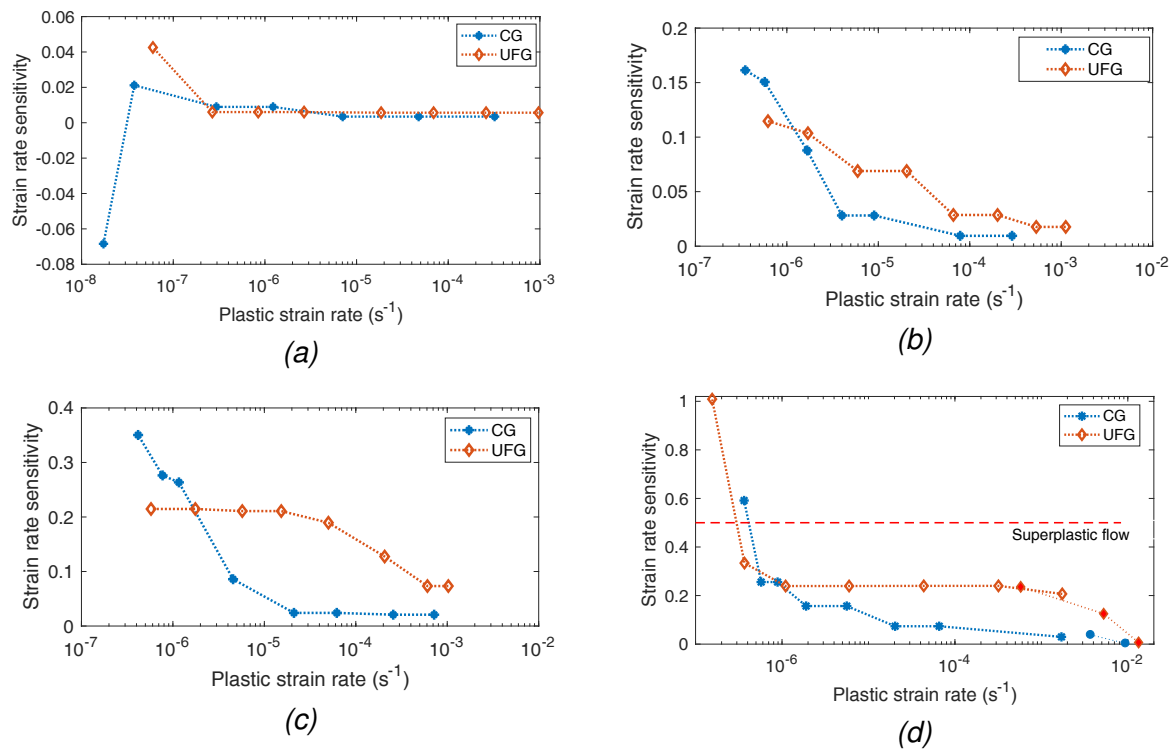 0.06
0.04
0.02
0
-0.02
-0.04
-0.06
-0.08
Strain rate sensitivity
CG
UFG
10^-8 10^-7 10^-6 10^-5 10^-4 10^-3
Plastic strain rate (s^-1)
(a)
0.2
0.15
0.1
0.05
0
Strain rate sensitivity
CG
UFG
10^-7 10^-6 10^-5 10^-4 10^-3 10^-2
Plastic strain rate (s^-1)
(b)
0.4
0.3
0.2
0.1
0
Strain rate sensitivity
CG
UFG
10^-7 10^-6 10^-5 10^-4 10^-3 10^-2
Plastic strain rate (s^-1)
(c)
1
0.8
0.6
0.4
0.2
0
Strain rate sensitivity
CG
UFG
Superplastic flow
10^-6 10^-4 10^-2
Plastic strain rate (s^-1)
(d)